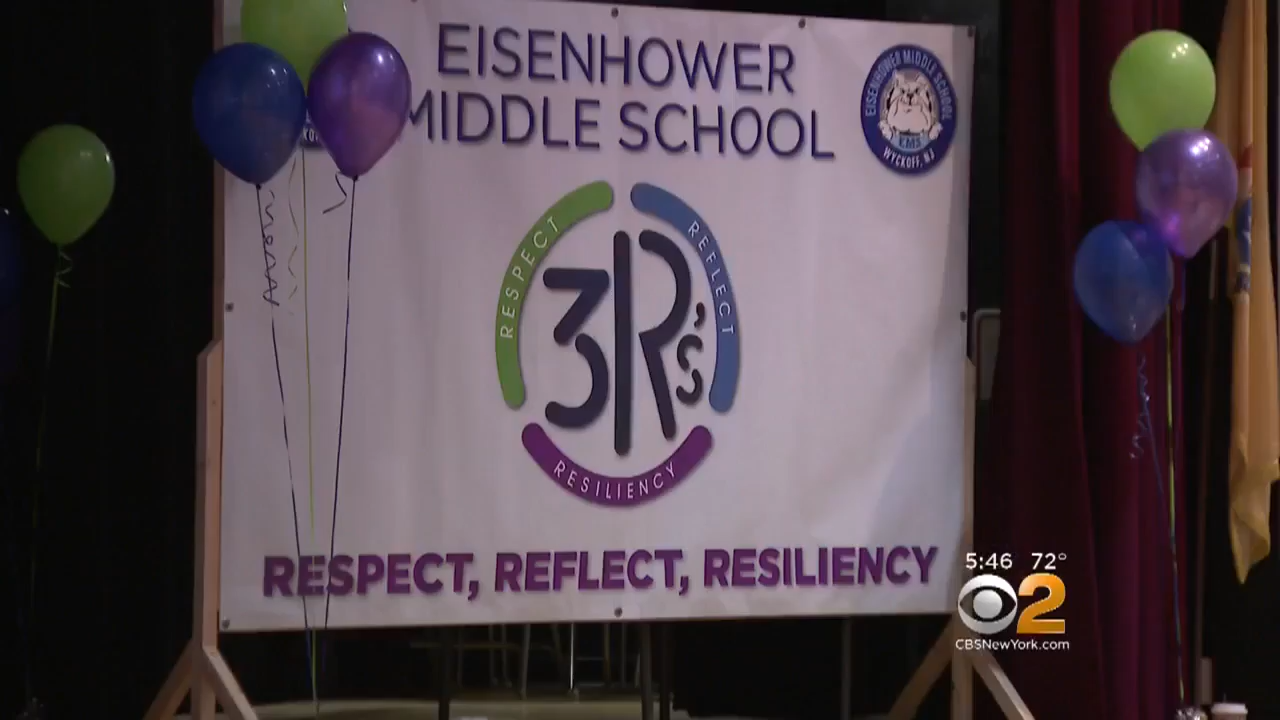 EISENHOWER
MIDDLE SCHOOL
EISENHOWER MIDDLE SCHOOL
EMS
WYCKOFF, NJ
RESPECT
REFLECT
3R's
RESILIENCY
RESPECT, REFLECT, RESILIENCY
5:46 72°
2
CBSNewYork.com